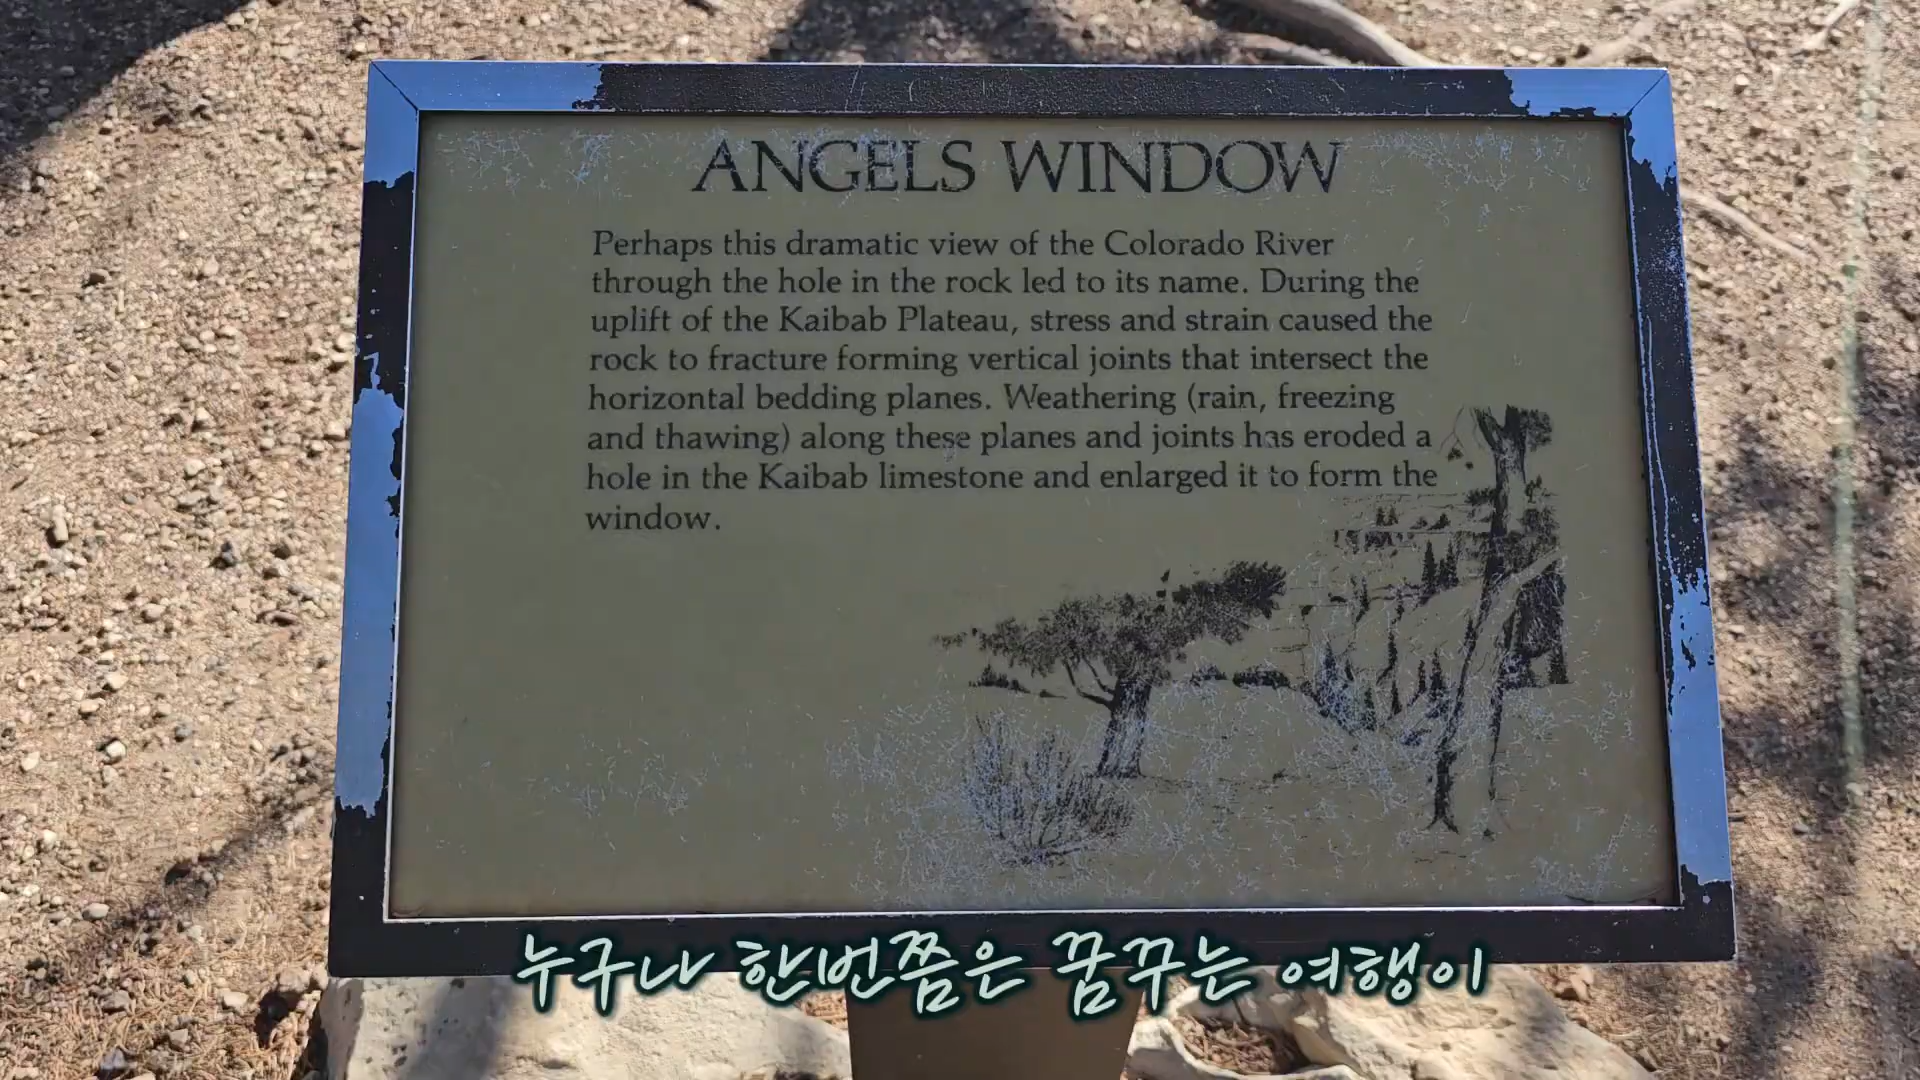 ANGELS WINDOW
Perhaps this dramatic view of the Colorado River
through the hole in the rock led to its name. During the
uplift of the Kaibab Plateau, stress and strain caused the
rock to fracture forming vertical joints that intersect the
horizontal bedding planes. Weathering (rain, freezing
and thawing) along these planes and joints has eroded a
hole in the Kaibab limestone and enlarged it to form the
window.
누구나 한번쯤은 꿈꾸는 여행이